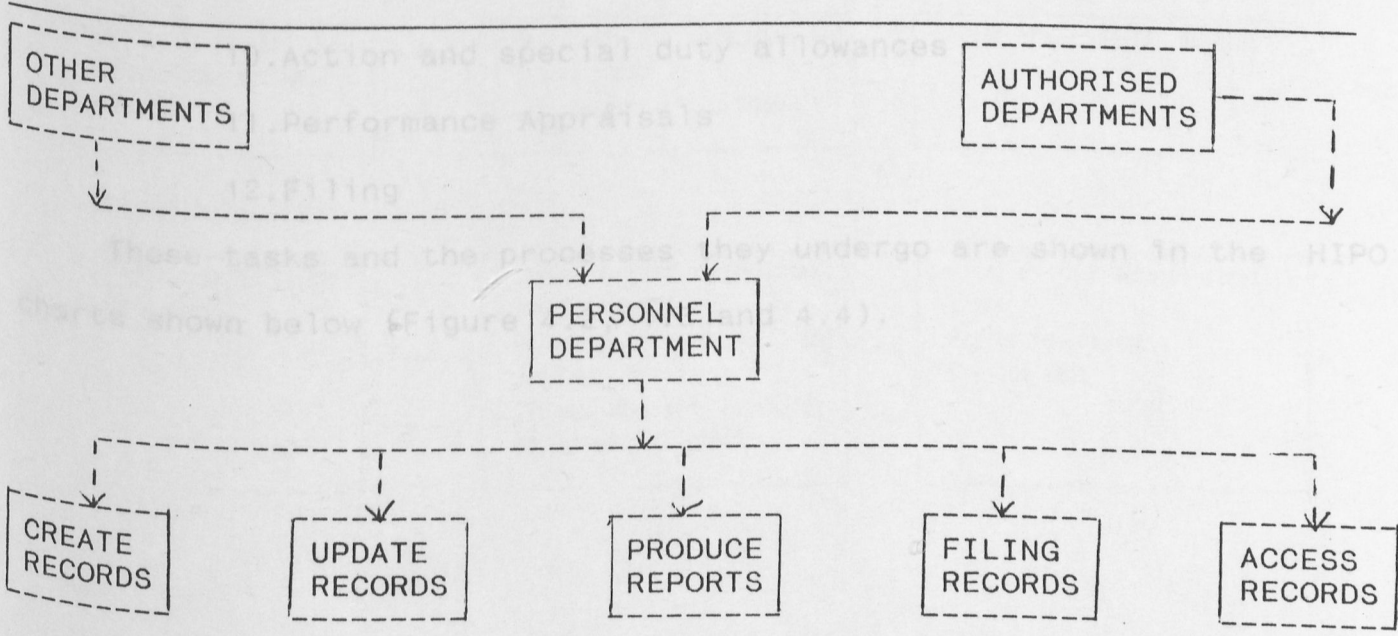 OTHER
DEPARTMENTS
AUTHORISED
DEPARTMENTS
10.Action and special duty allowances
11.Performance Appraisals
12.Filing
These tasks and the processes they undergo are shown in the HIPO
Charts shown below (Figure and 4.4).
PERSONNEL
DEPARTMENT
CREATE
RECORDS
UPDATE
RECORDS
PRODUCE
REPORTS
FILING
RECORDS
ACCESS
RECORDS